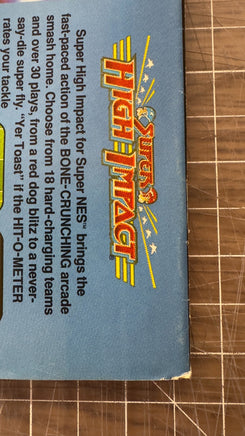 SUPER
HIGH IMPACT
Super High Impact for Super NES™ brings the
fast-paced action of the BONE-CRUNCHING arcade
smash home. Choose from 18 hard-charging teams
and over 30 plays, from a red dog blitz to a never-
say-die super fly. "Yer Toast" if the HIT-O-METER
rates your tackle